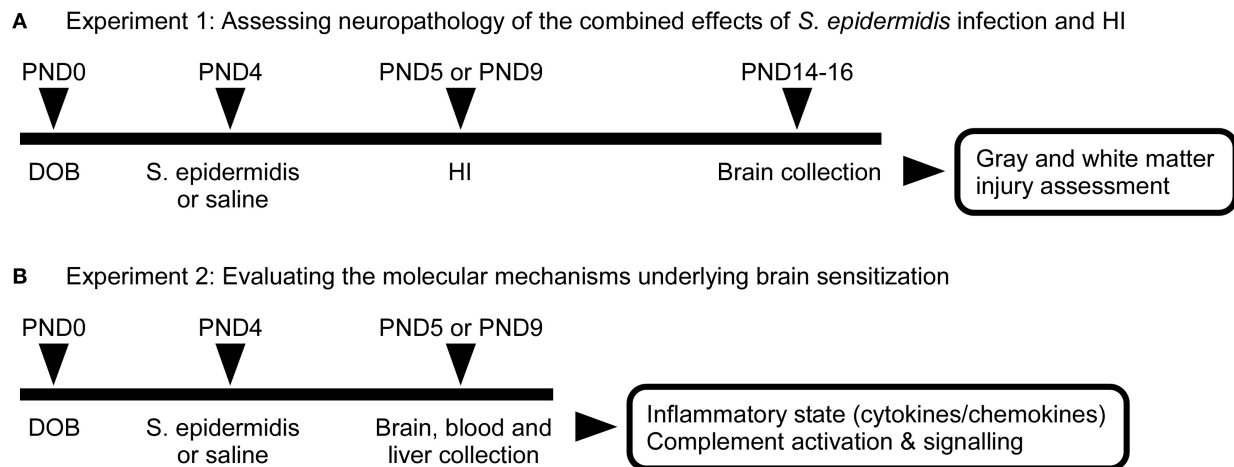 A Experiment 1: Assessing neuropathology of the combined effects of S. epidermidis infection and HI
PND0 PND4 PND5 or PND9 PND14-16
DOB S. epidermidis or saline HI Brain collection
Gray and white matter
injury assessment
B Experiment 2: Evaluating the molecular mechanisms underlying brain sensitization
PND0 PND4 PND5 or PND9
DOB S. epidermidis or saline Brain, blood and liver collection
Inflammatory state (cytokines/chemokines)
Complement activation & signalling